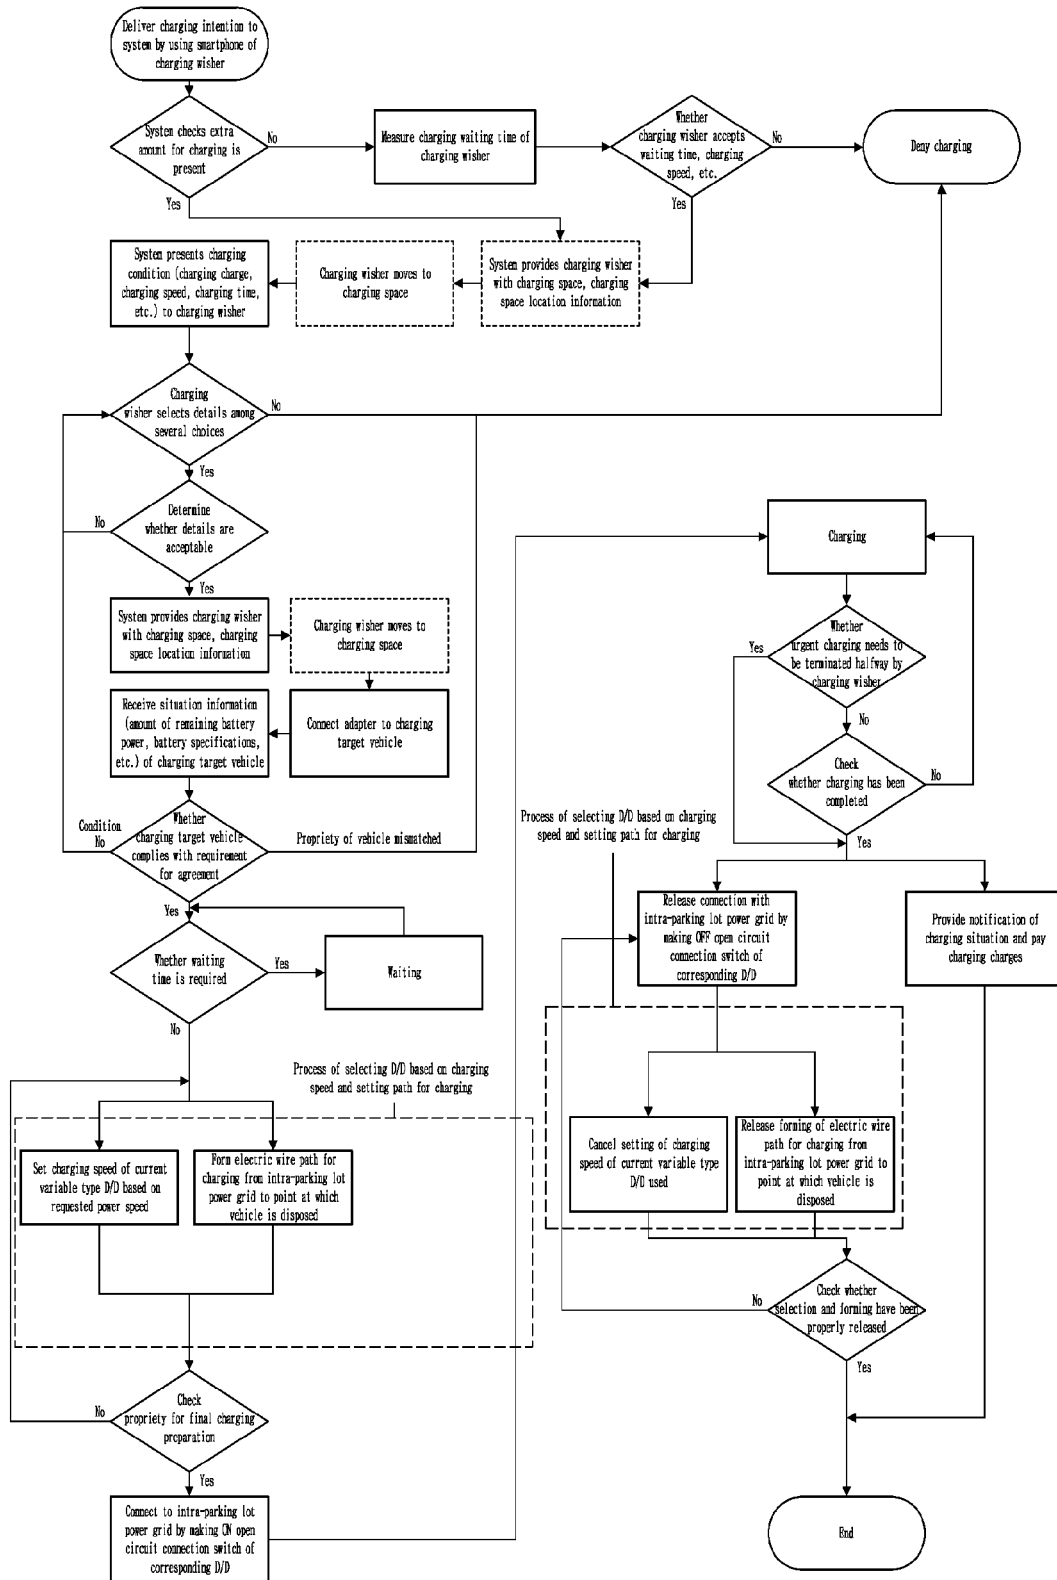 Deliver charging intention to
system by using smartphone of
charging wisher
System checks extra
amount for charging is
present
No
Measure charging waiting time of
charging wisher
Whether
charging wisher accepts
waiting time, charging
speed, etc.
No
Deny charging
Yes
Yes
System presents charging
condition (charging charge,
charging speed, charging time,
etc.) to charging wisher
Charging wisher moves to
charging space
System provides charging wisher
with charging space, charging
space location information
Charging
wisher selects details among
several choices
No
Yes
Determine
whether details are
acceptable
No
Yes
System provides charging wisher
with charging space, charging
space location information
Charging wisher moves to
charging space
Receive situation information
(amount of remaining battery
power, battery specifications,
etc.) of charging target vehicle
Connect adapter to charging
target vehicle
Whether
charging target vehicle
complies with requirement
for agreement
Condition
No
Propriety of vehicle mismatched
Yes
Whether waiting
time is required
Yes
Waiting
No
Process of selecting D/D based on charging
speed and setting path for charging
Set charging speed of current
variable type D/D based on
requested power speed
Form electric wire path for
charging from intra-parking lot
power grid to point at which
vehicle is disposed
Check
propriety for final charging
preparation
No
Yes
Connect to intra-parking lot
power grid by making ON open
circuit connection switch of
corresponding D/D
Charging
Whether
urgent charging needs to
be terminated halfway by
charging wisher
Yes
No
Check
whether charging has been
completed
No
Yes
Process of selecting D/D based on charging
speed and setting path for charging
Release connection with
intra-parking lot power grid by
making OFF open circuit
connection switch of
corresponding D/D
Provide notification of
charging situation and pay
charging charges
Cancel setting of charging
speed of current variable type
D/D used
Release forming of electric wire
path for charging from
intra-parking lot power grid to
point at which vehicle is
disposed
Check whether
selection and forming have been
properly released
No
Yes
End